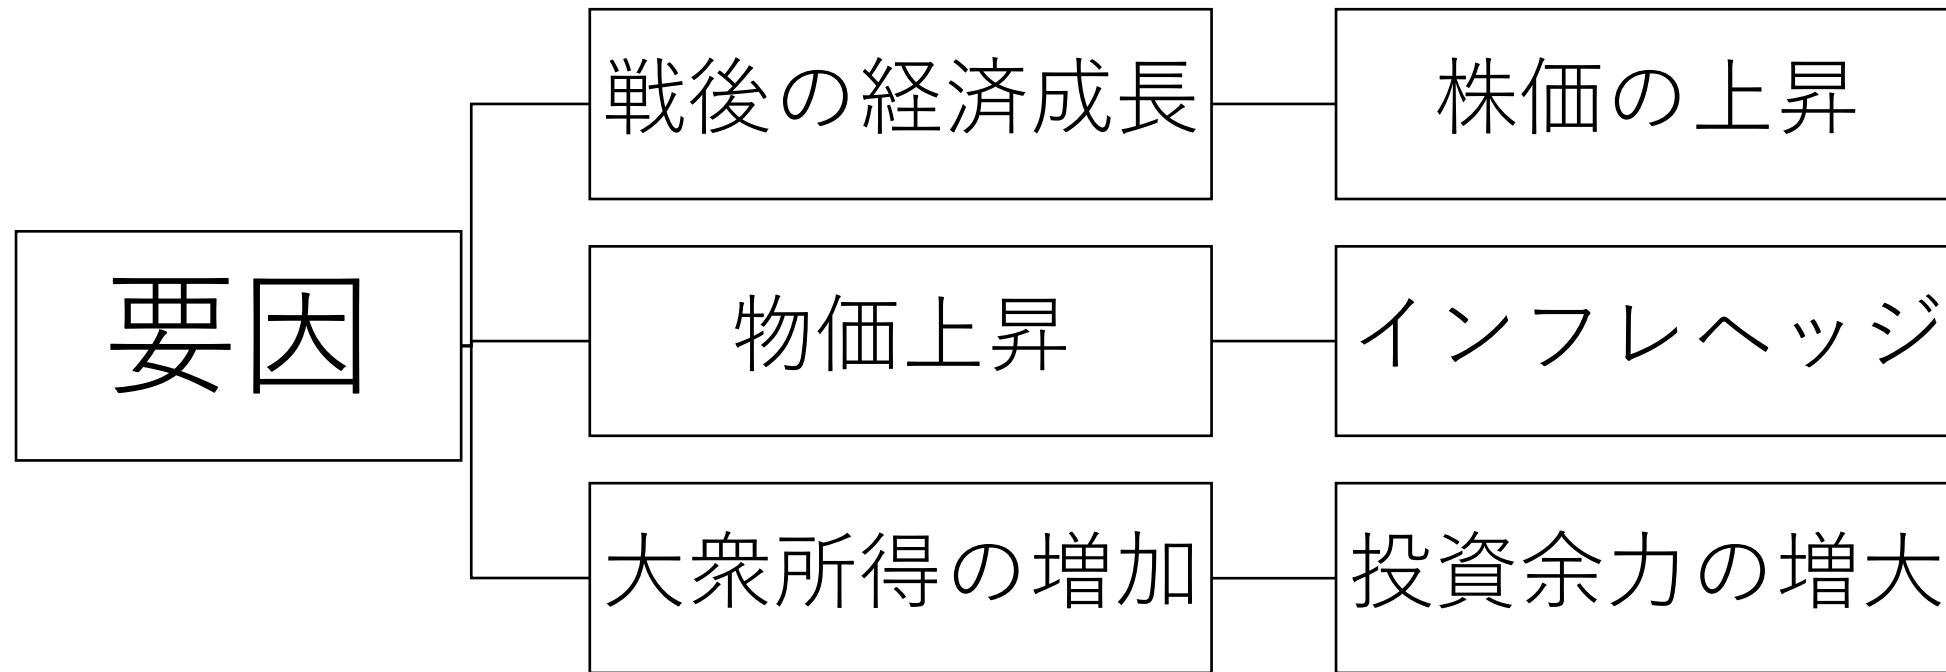 要因
戦後の経済成長
株価の上昇
物価上昇
インフレヘッジ
大衆所得の増加
投資余力の増大